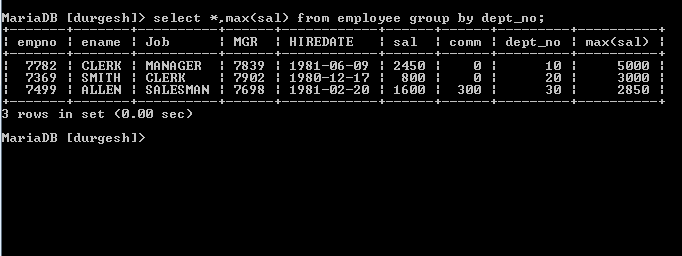 MariaDB [durgesh]> select *,max(sal) from employee group by dept_no;
+-------+-------+----------+------+------------+------+------+---------+----------+
| empno | ename | Job      | MGR  | HIREDATE   | sal  | comm | dept_no | max(sal) |
+-------+-------+----------+------+------------+------+------+---------+----------+
|  7782 | CLERK | MANAGER  | 7839 | 1981-06-09 | 2450 |    0 |      10 |     5000 |
|  7369 | SMITH | CLERK    | 7902 | 1980-12-17 |  800 |    0 |      20 |     3000 |
|  7499 | ALLEN | SALESMAN | 7698 | 1981-02-20 | 1600 |  300 |      30 |     2850 |
+-------+-------+----------+------+------------+------+------+---------+----------+
3 rows in set (0.00 sec)
MariaDB [durgesh]>